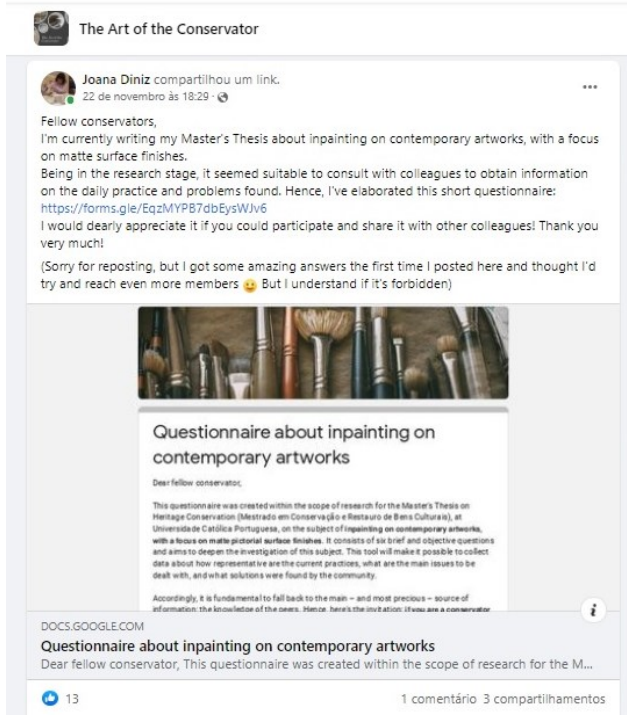 The Art of the Conservator
Joana Diniz compartilhou um link.
22 de novembro às 18:29 ·
Fellow conservators,
I'm currently writing my Master's Thesis about inpainting on contemporary artworks, with a focus
on matte surface finishes.
Being in the research stage, it seemed suitable to consult with colleagues to obtain information
on the daily practice and problems found. Hence, I've elaborated this short questionnaire:
https://forms.gle/EqzMYPB7dbEysWJv6
I would dearly appreciate it if you could participate and share it with other colleagues! Thank you
very much!
(Sorry for reposting, but I got some amazing answers the first time I posted here and thought I'd
try and reach even more members 😉 But I understand if it's forbidden)
Questionnaire about inpainting on
contemporary artworks
Dear fellow conservator,
This questionnaire was created within the scope of research for the Master's Thesis on
Heritage Conservation (Mestrado em Conservação e Restauro de Bens Culturais), at
Universidade Católica Portuguesa, on the subject of inpainting on contemporary artworks,
with a focus on matte pictorial surface finishes. It consists of six brief and objective questions
and aims to deepen the investigation of this subject. This tool will make it possible to collect
data about how representative are the current practices, what are the main issues to be
dealt with, and what solutions were found by the community.
Accordingly, it is fundamental to fall back to the main – and most precious – source of
information: the knowledge of the peers. Hence, here's the invitation: if you are a conservator
DOCS.GOOGLE.COM
Questionnaire about inpainting on contemporary artworks
Dear fellow conservator, This questionnaire was created within the scope of research for the M...
13
1 comentário 3 compartilhamentos